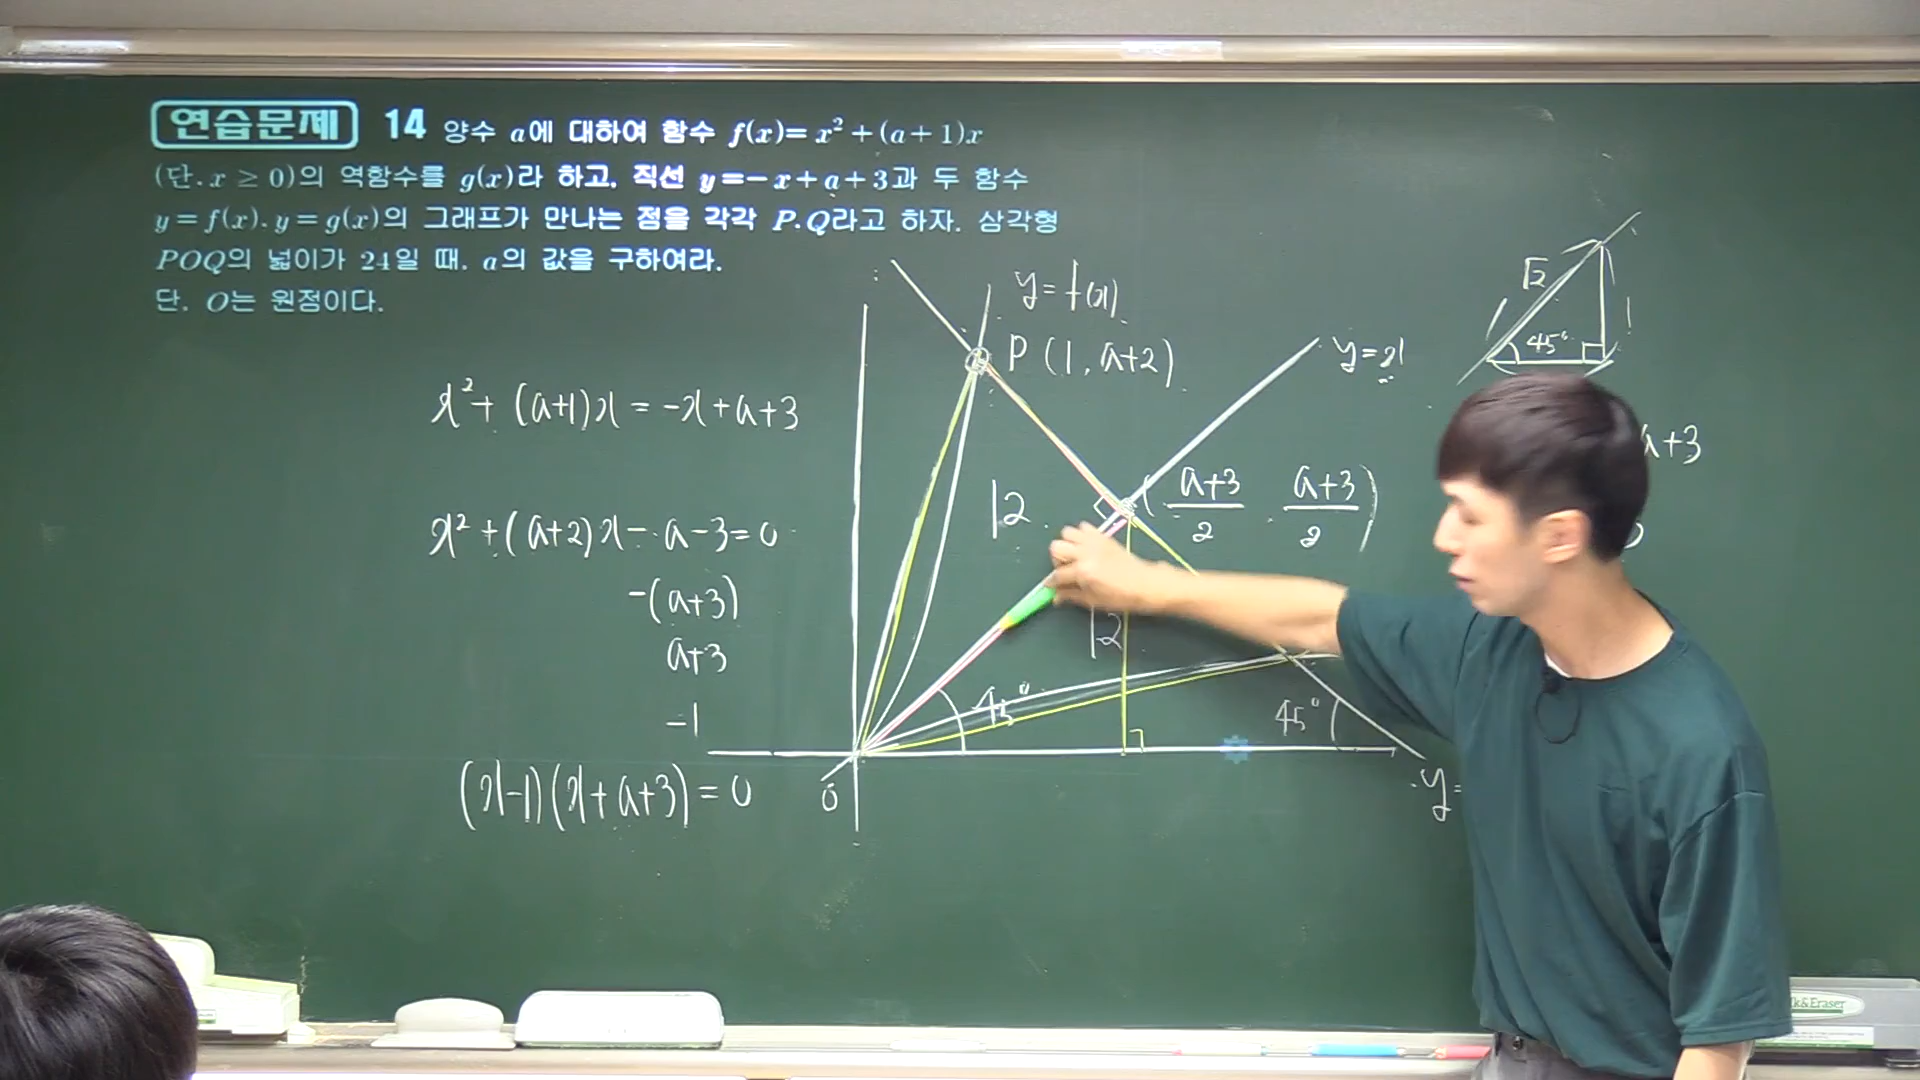 연습문제 14 양수 a에 대하여 함수 f(x)= x² + (a+1)x
(단, x ≥ 0)의 역함수를 g(x)라 하고, 직선 y=-x+a+3과 두 함수
y=f(x), y=g(x)의 그래프가 만나는 점을 각각 P, Q라고 하자. 삼각형
POQ의 넓이가 24일 때, a의 값을 구하여라.
단, O는 원점이다.
x² + (a+1)x = -x+a+3
x² + (a+2)x - a-3=0
-(a+3)
a+3
-1
(x-1)(x+a+3)=0
y=f(x)
P (1, a+2)
y=x
12
(a+3/2, a+3/2)
12
45°
45°
O
y=
√2
1
45°
a+3